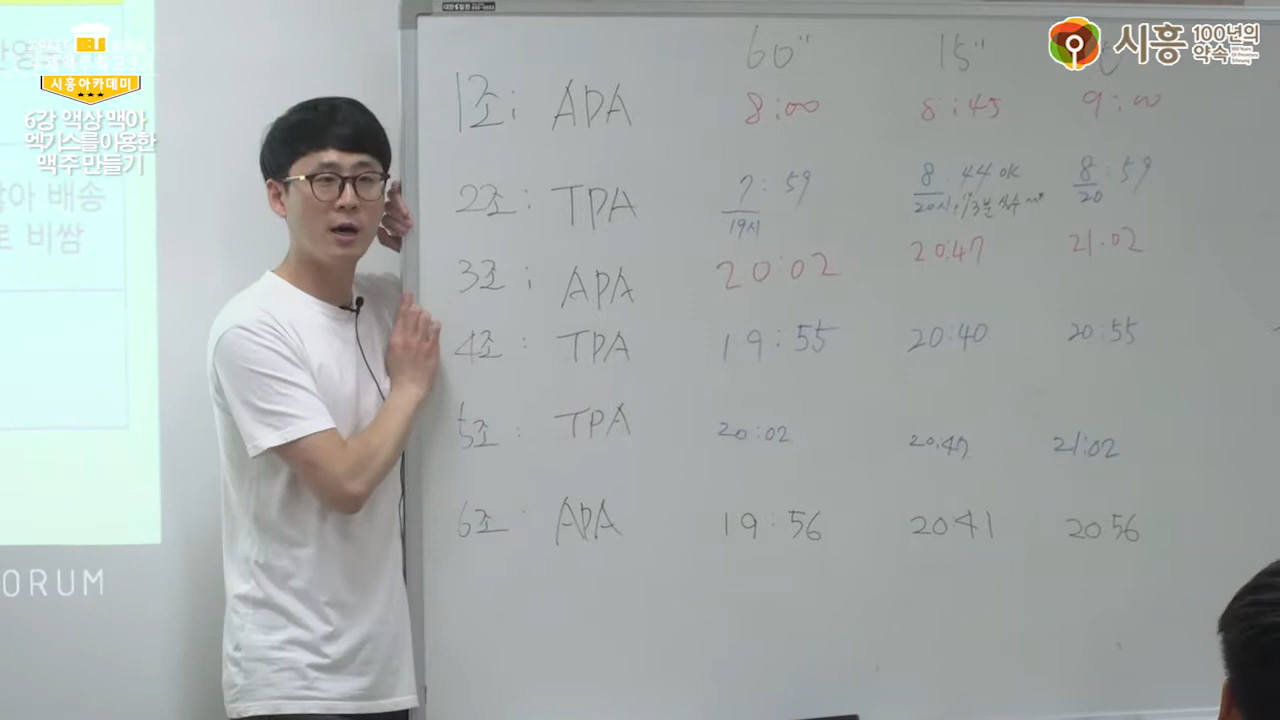 시흥아카데미
6강 액상 맥아
엑기스를 이용한
맥주 만들기
시흥 100년의 약속
배송
비쌈
ORUM
60" 15"
1조: APA 8:00 8:45 9:00
2조: TPA 7:59 8:44 OK 8:59
19시 20시 20
3조: APA 20:02 20:47 21:02
4조: TPA 19:55 20:40 20:55
5조: TPA 20:02 20:47 21:02
6조: APA 19:56 20 41 20 56